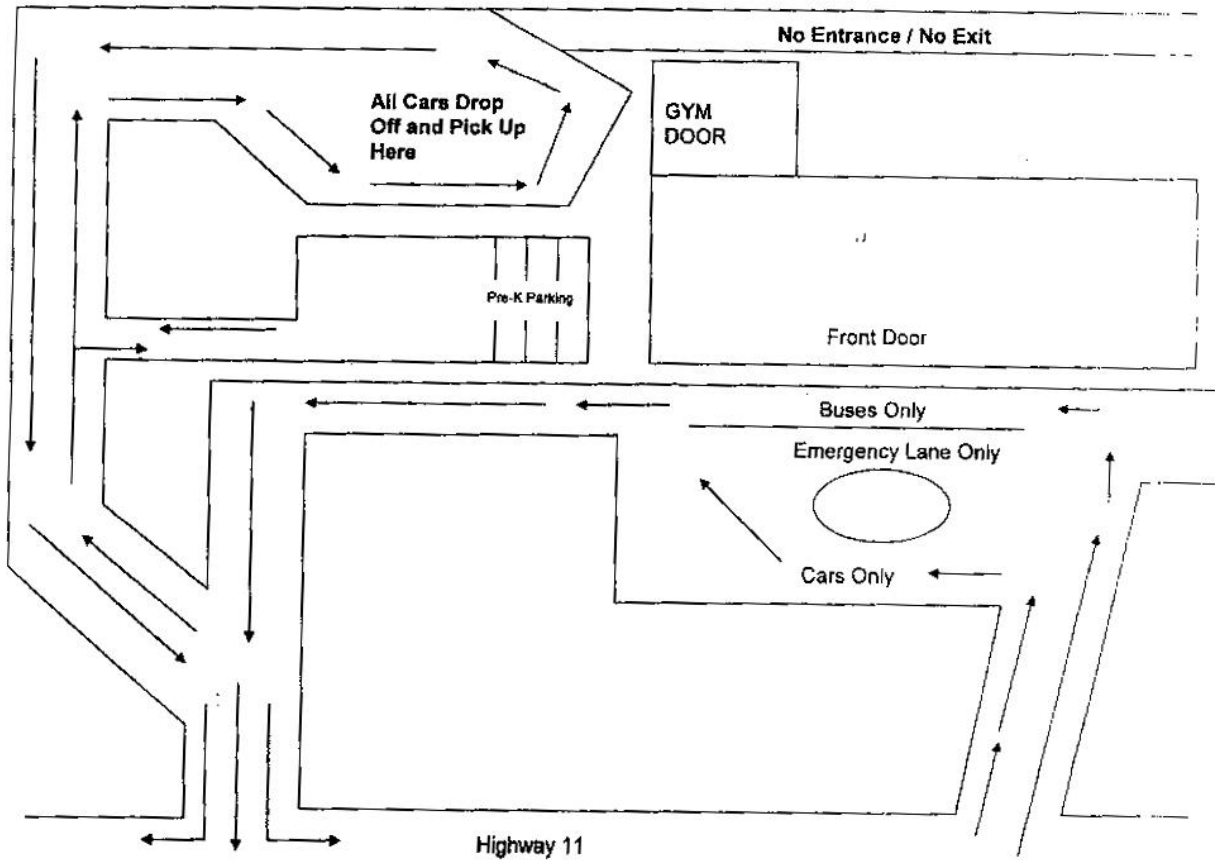 No Entrance / No Exit
All Cars Drop
Off and Pick Up
Here
GYM
DOOR
Pre-K Parking
Front Door
Buses Only
Emergency Lane Only
Cars Only
Highway 11